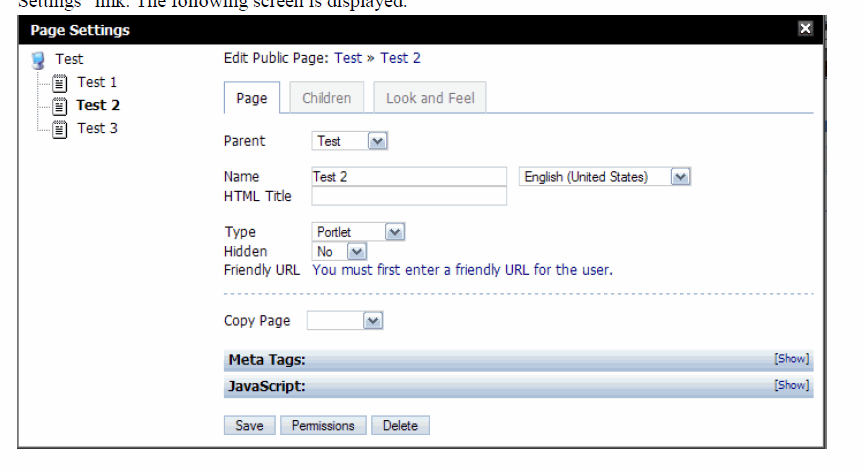 Settings" link. The following screen is displayed.
Page Settings
Test
Test 1
Test 2
Test 3
Edit Public Page: Test » Test 2
Page Children Look and Feel
Parent Test
Name Test 2 English (United States)
HTML Title
Type Portlet
Hidden No
Friendly URL You must first enter a friendly URL for the user.
Copy Page
Meta Tags: [Show]
JavaScript: [Show]
Save Permissions Delete